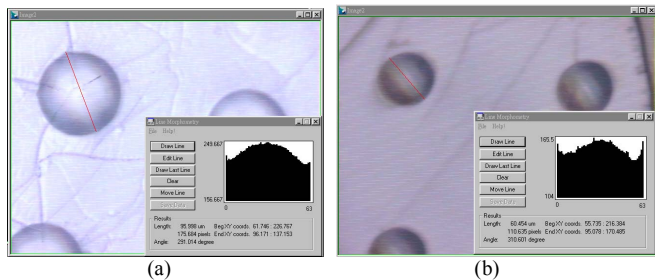 Image2
Line Morphometry
File Help!
Draw Line
Edit Line
Draw Last Line
Clear
Move Line
Save Data
249.667
156.667
0 63
Results
Length: 95.998 um Beg XY coords. 61.746 : 226.767
175.684 pixels End XY coords. 96.171 : 137.153
Angle: 291.014 degree
(a)
Image2
Line Morphometry
File Help!
Draw Line
Edit Line
Draw Last Line
Clear
Move Line
Save Data
165.5
104
0 63
Results
Length: 60.454 um Beg XY coords. 55.735 : 216.384
110.635 pixels End XY coords. 95.078 : 170.485
Angle: 310.601 degree
(b)